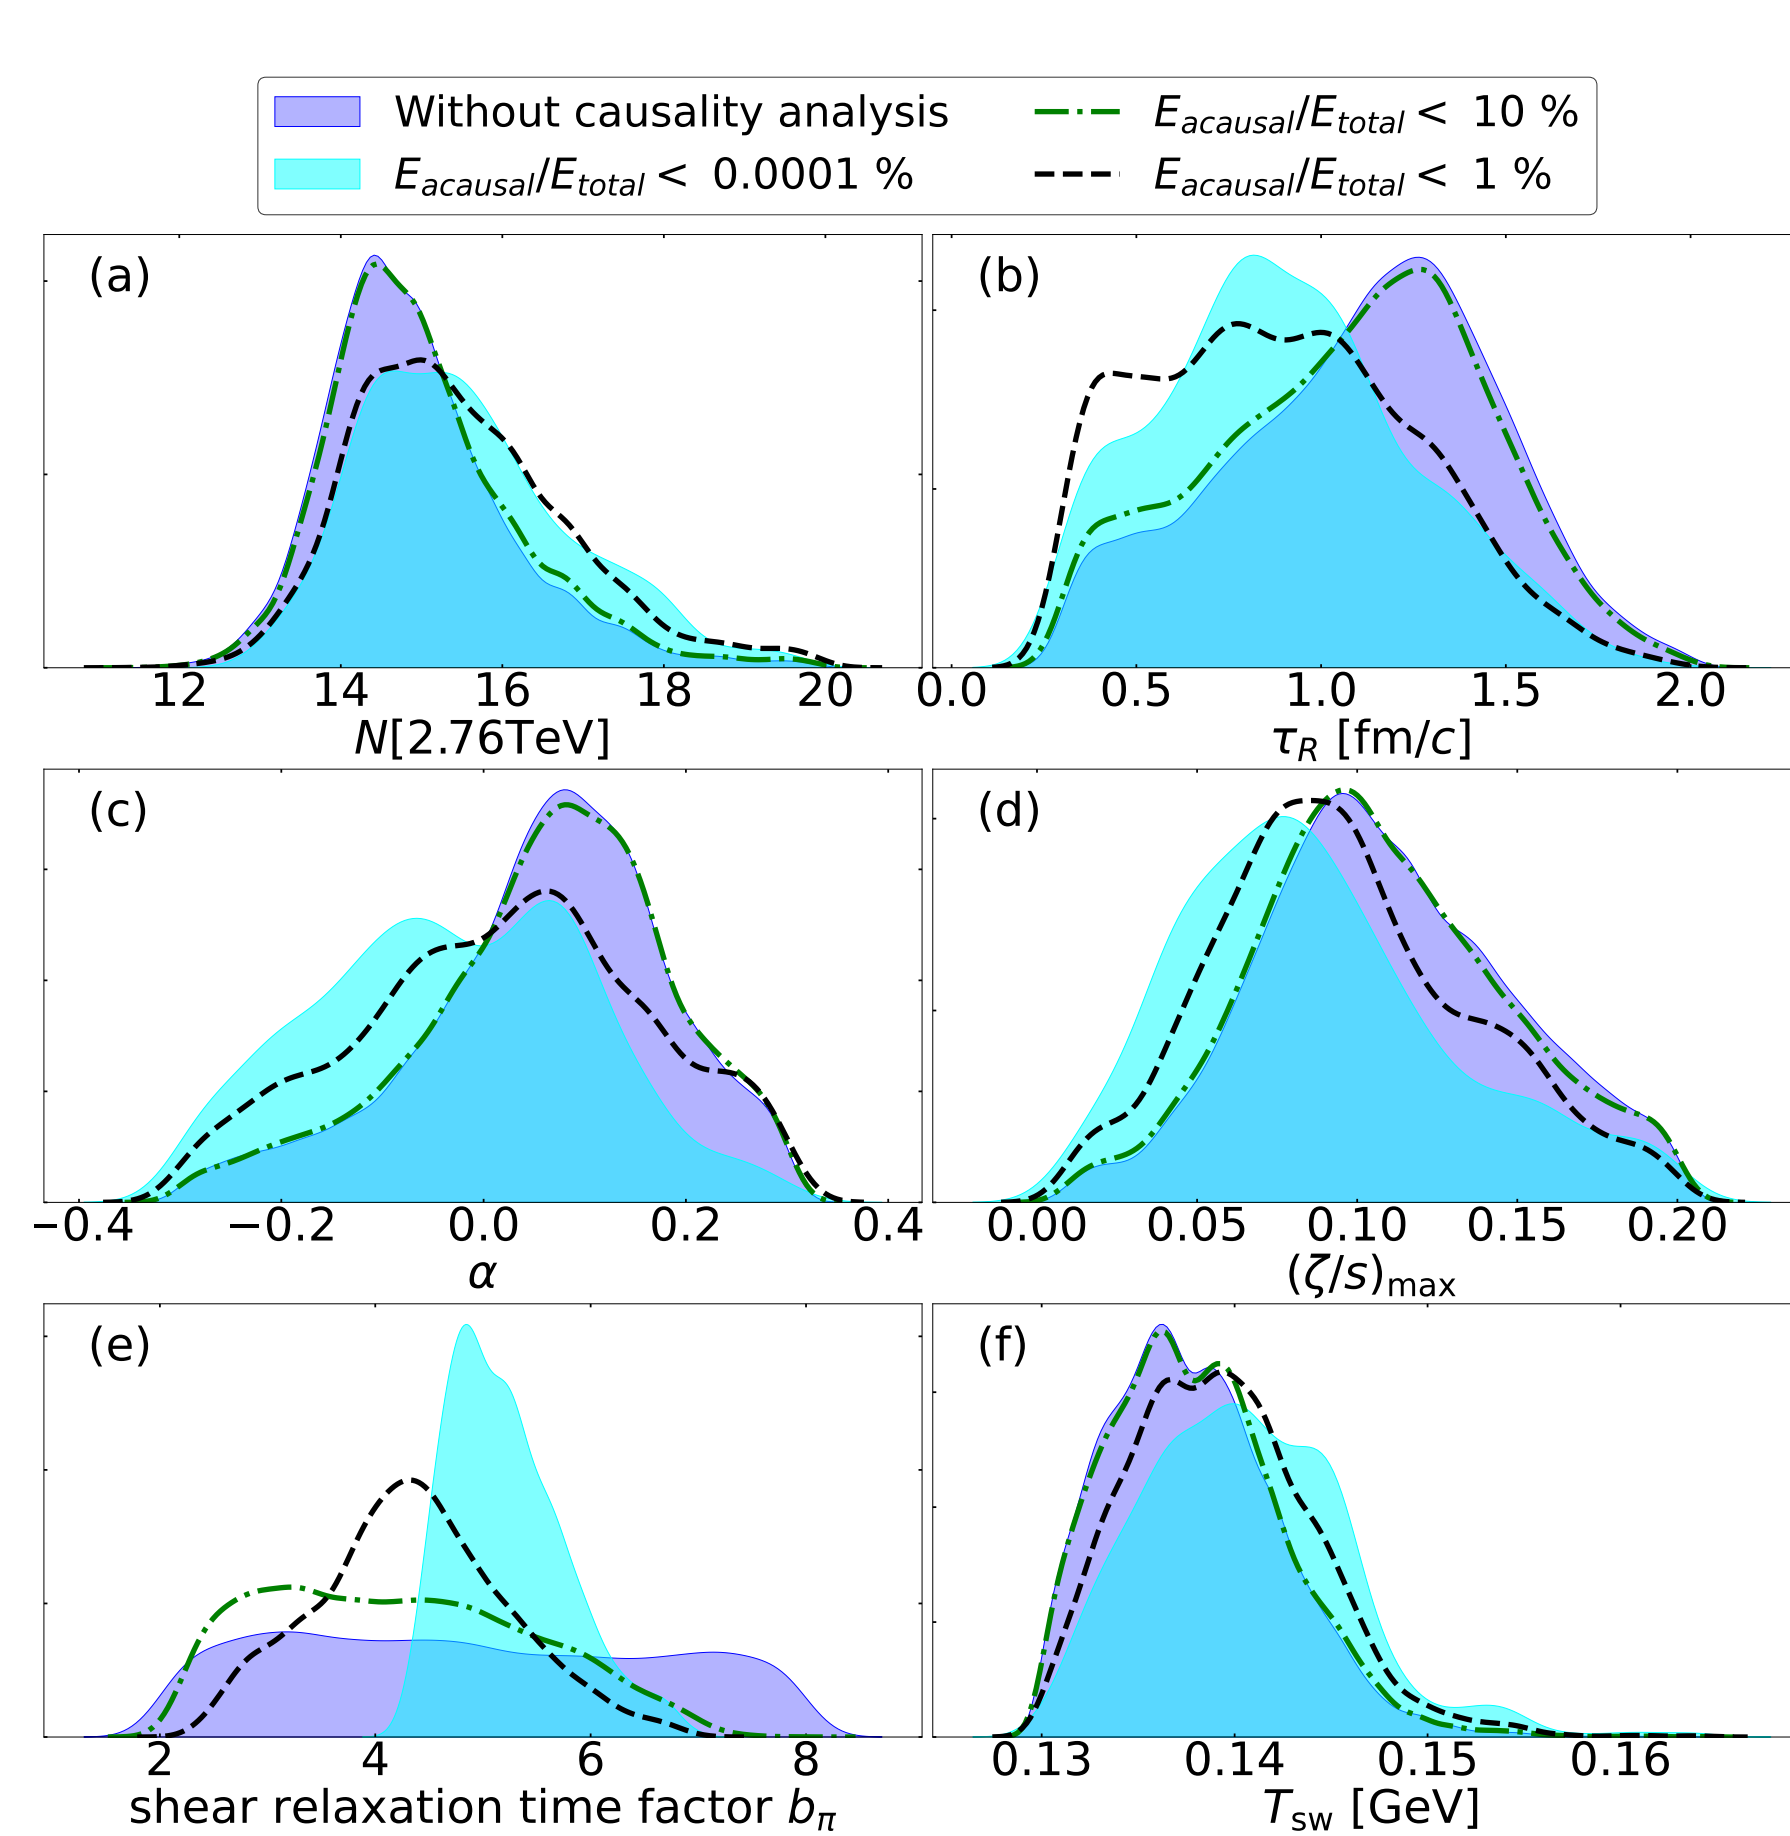 Without causality analysis
E_acausal/E_total < 0.0001 %
E_acausal/E_total < 10 %
E_acausal/E_total < 1 %
(a)
12 14 16 18 20
N[2.76TeV]
(b)
0.0 0.5 1.0 1.5 2.0
τ_R [fm/c]
(c)
−0.4 −0.2 0.0 0.2 0.4
α
(d)
0.00 0.05 0.10 0.15 0.20
(ζ/s)_max
(e)
2 4 6 8
shear relaxation time factor b_π
(f)
0.13 0.14 0.15 0.16
T_sw [GeV]